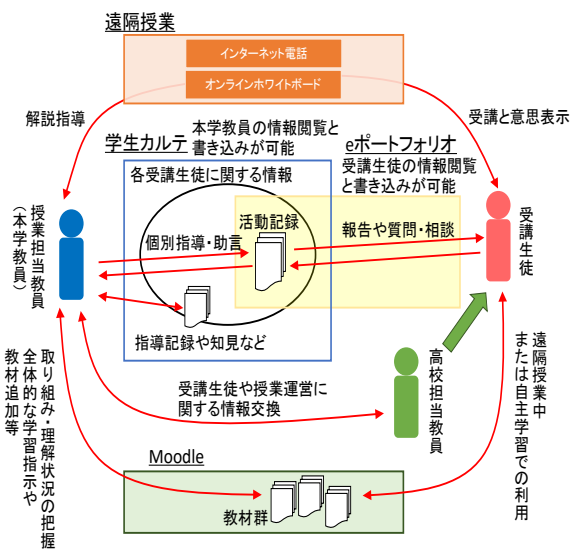 遠隔授業
インターネット電話
オンラインホワイトボード
解説指導
受講と意思表示
学生カルテ
本学教員の情報閲覧と
書き込みが可能
eポートフォリオ
受講生徒の情報閲覧
と書き込みが可能
各受講生徒に関する情報
活動記録
個別指導・助言
報告や質問・相談
授業担当教員
（本学教員）
受講生徒
指導記録や知見など
高校担当教員
受講生徒や授業運営に
関する情報交換
取り組み・理解状況の把握
全体的な学習指示や
教材追加等
遠隔授業中
または自主学習での利用
Moodle
教材群